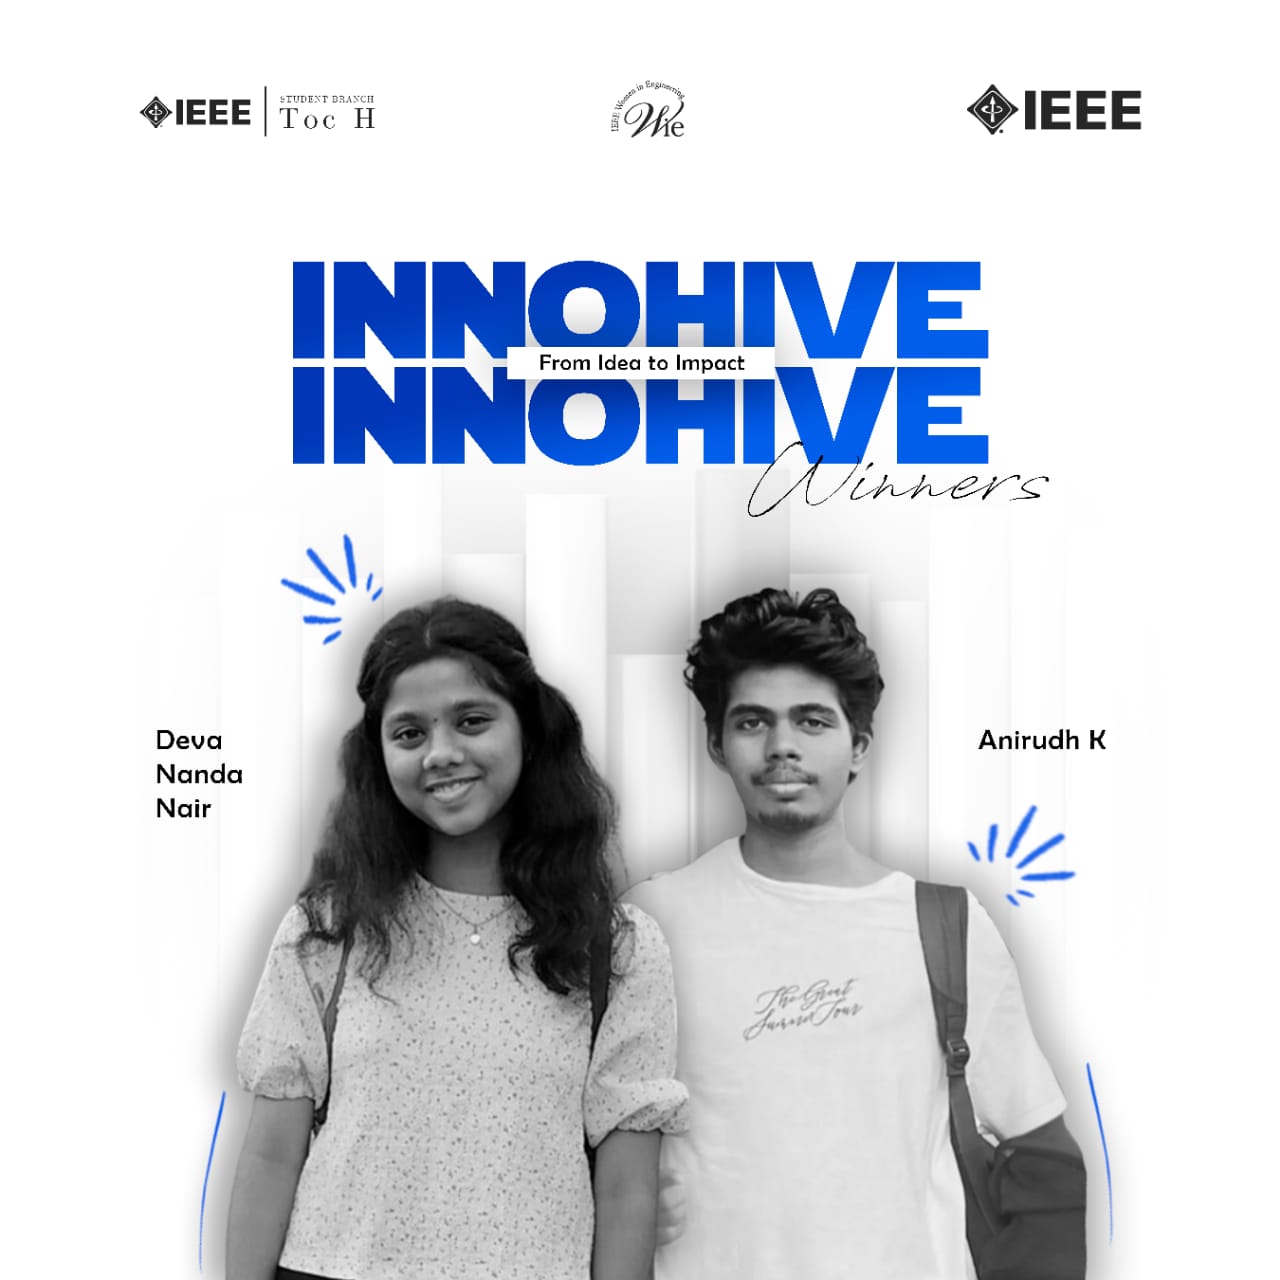 IEEE
STUDENT BRANCH
Toc H
IEEE Women in Engineering
Wie
IEEE
INNOHIVE
From Idea to Impact
INNOHIVE
Winners
Deva
Nanda
Nair
Anirudh K
The Great
Summer Tour